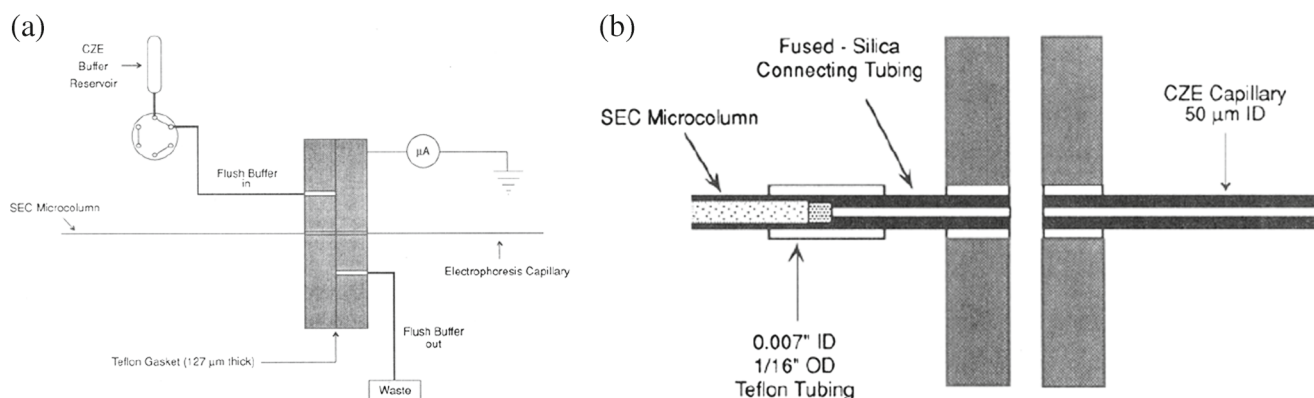 (a)
CZE
Buffer
Reservoir
Flush Buffer
in
μA
SEC Microcolumn
Electrophoresis Capillary
Flush Buffer
out
Teflon Gasket (127 μm thick)
Waste
(b)
Fused - Silica
Connecting Tubing
SEC Microcolumn
CZE Capillary
50 μm ID
0.007" ID
1/16" OD
Teflon Tubing